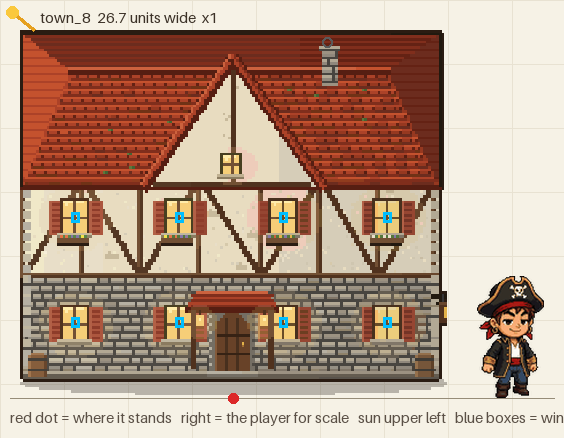 town_8 26.7 units wide x1
red dot = where it stands right = the player for scale sun upper left blue boxes = win